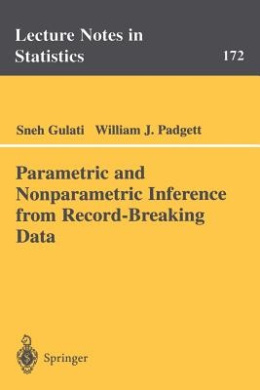 Lecture Notes in
Statistics
172
Sneh Gulati William J. Padgett
Parametric and
Nonparametric Inference
from Record-Breaking
Data
Springer